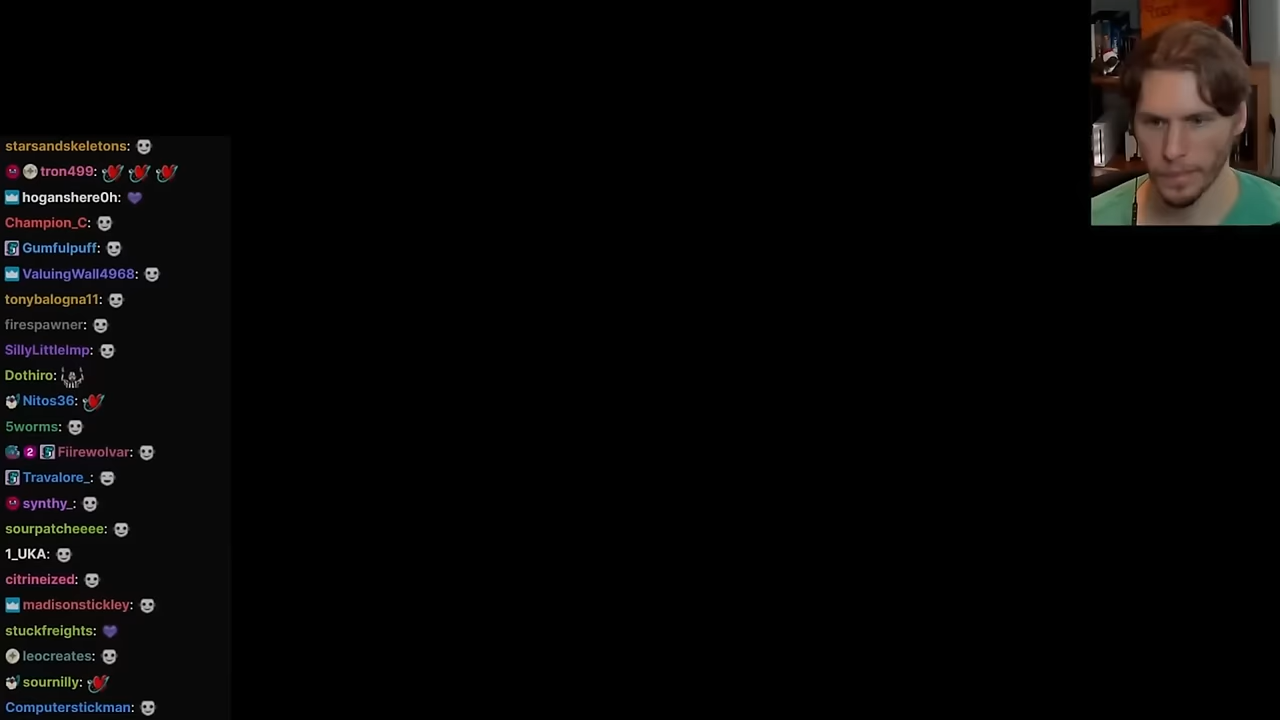 starsandskeletons:
tron499:
hoganshere0h:
Champion_C:
Gumfulpuff:
ValuingWall4968:
tonybalogna11:
firespawner:
SillyLittleImp:
Dothiro:
Nitos36:
5worms:
2 Fiirewolvar:
Travalore_:
synthy_:
sourpatcheeee:
1_UKA:
citrineized:
madisonstickley:
stuckfreights:
leocreates:
sournilly:
Computerstickman: